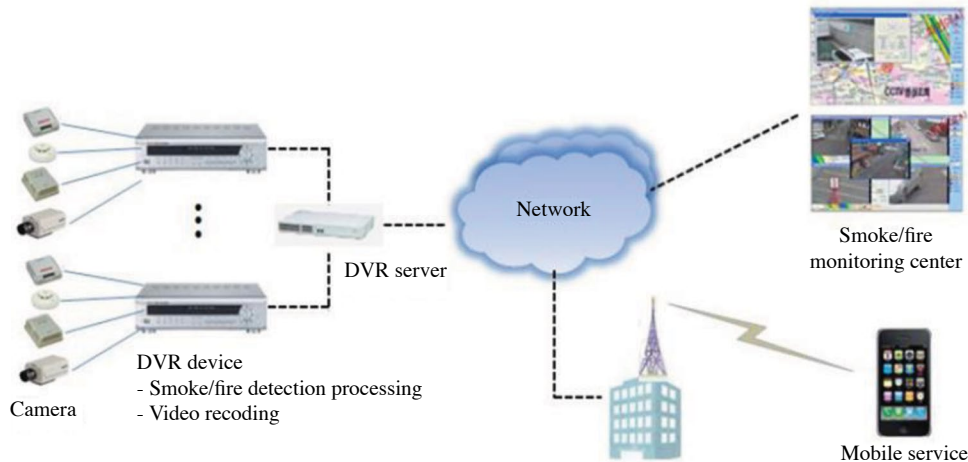 Network
DVR server
Smoke/fire
monitoring center
DVR device
- Smoke/fire detection processing
- Video recoding
Camera
Mobile service